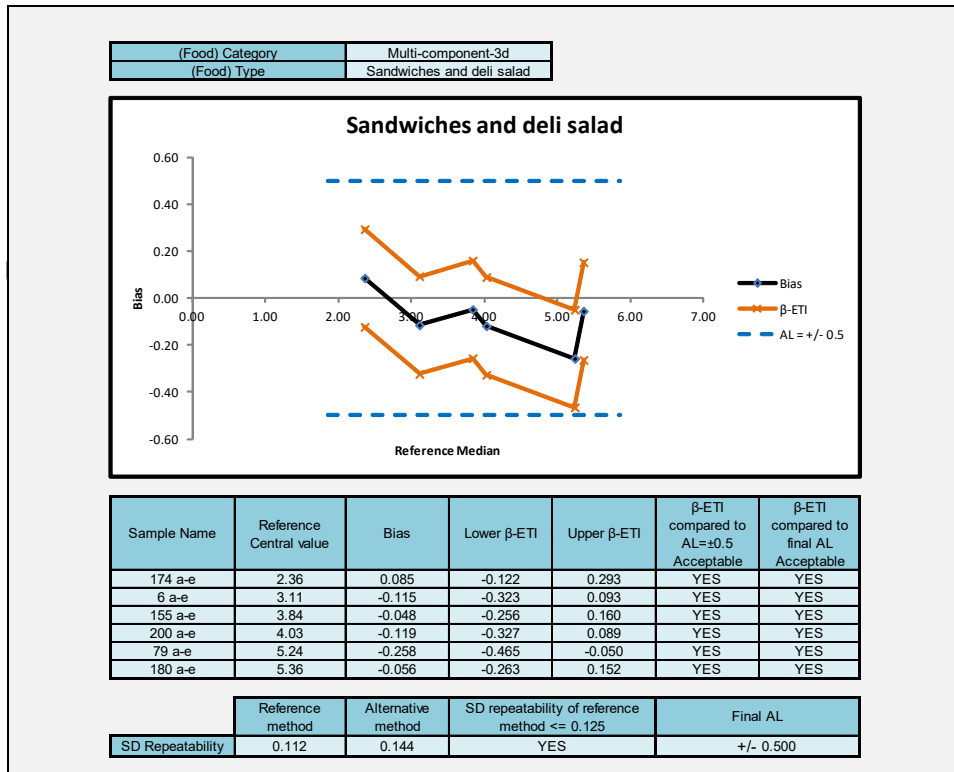 (Food) Category Multi-component-3d
(Food) Type Sandwiches and deli salad
Sandwiches and deli salad
0.60
0.40
0.20
0.00
-0.20
-0.40
-0.60
0.00 1.00 2.00 3.00 4.00 5.00 6.00 7.00
Bias
Reference Median
Bias
β-ETI
AL = +/- 0.5
Sample Name Reference Central value Bias Lower β-ETI Upper β-ETI β-ETI compared to AL=±0.5 Acceptable β-ETI compared to final AL Acceptable
174 a-e 2.36 0.085 -0.122 0.293 YES YES
6 a-e 3.11 -0.115 -0.323 0.093 YES YES
155 a-e 3.84 -0.048 -0.256 0.160 YES YES
200 a-e 4.03 -0.119 -0.327 0.089 YES YES
79 a-e 5.24 -0.258 -0.465 -0.050 YES YES
180 a-e 5.36 -0.056 -0.263 0.152 YES YES
Reference method Alternative method SD repeatability of reference method <= 0.125 Final AL
SD Repeatability 0.112 0.144 YES +/- 0.500